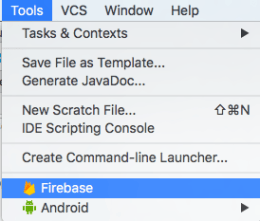 Tools VCS Window Help
Tasks & Contexts
Save File as Template...
Generate JavaDoc...
New Scratch File... ⇧⌘N
IDE Scripting Console
Create Command-line Launcher...
Firebase
Android